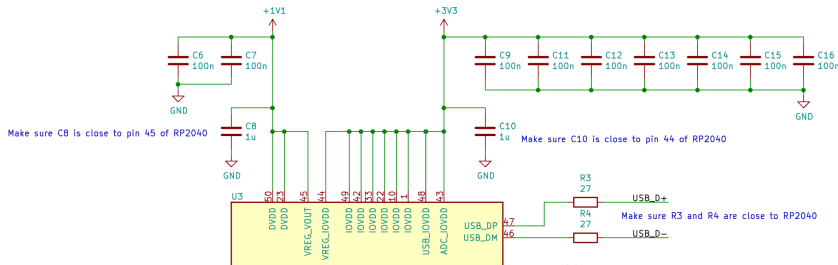 +1V1
+3V3
C6
100n
C7
100n
C9
100n
C11
100n
C12
100n
C13
100n
C14
100n
C15
100n
C16
100n
GND
GND
Make sure C8 is close to pin 45 of RP2040
C8
1u
C10
1u
Make sure C10 is close to pin 44 of RP2040
GND
GND
U3
50
23
45
44
49
42
33
22
10
1
48
43
DVDD
DVDD
VREG_VOUT
VREG_IOVDD
IOVDD
IOVDD
IOVDD
IOVDD
IOVDD
IOVDD
USB_IOVDD
ADC_IOVDD
R3
27
USB_D+
Make sure R3 and R4 are close to RP2040
R4
27
USB_D-
USB_DP
47
USB_DM
46